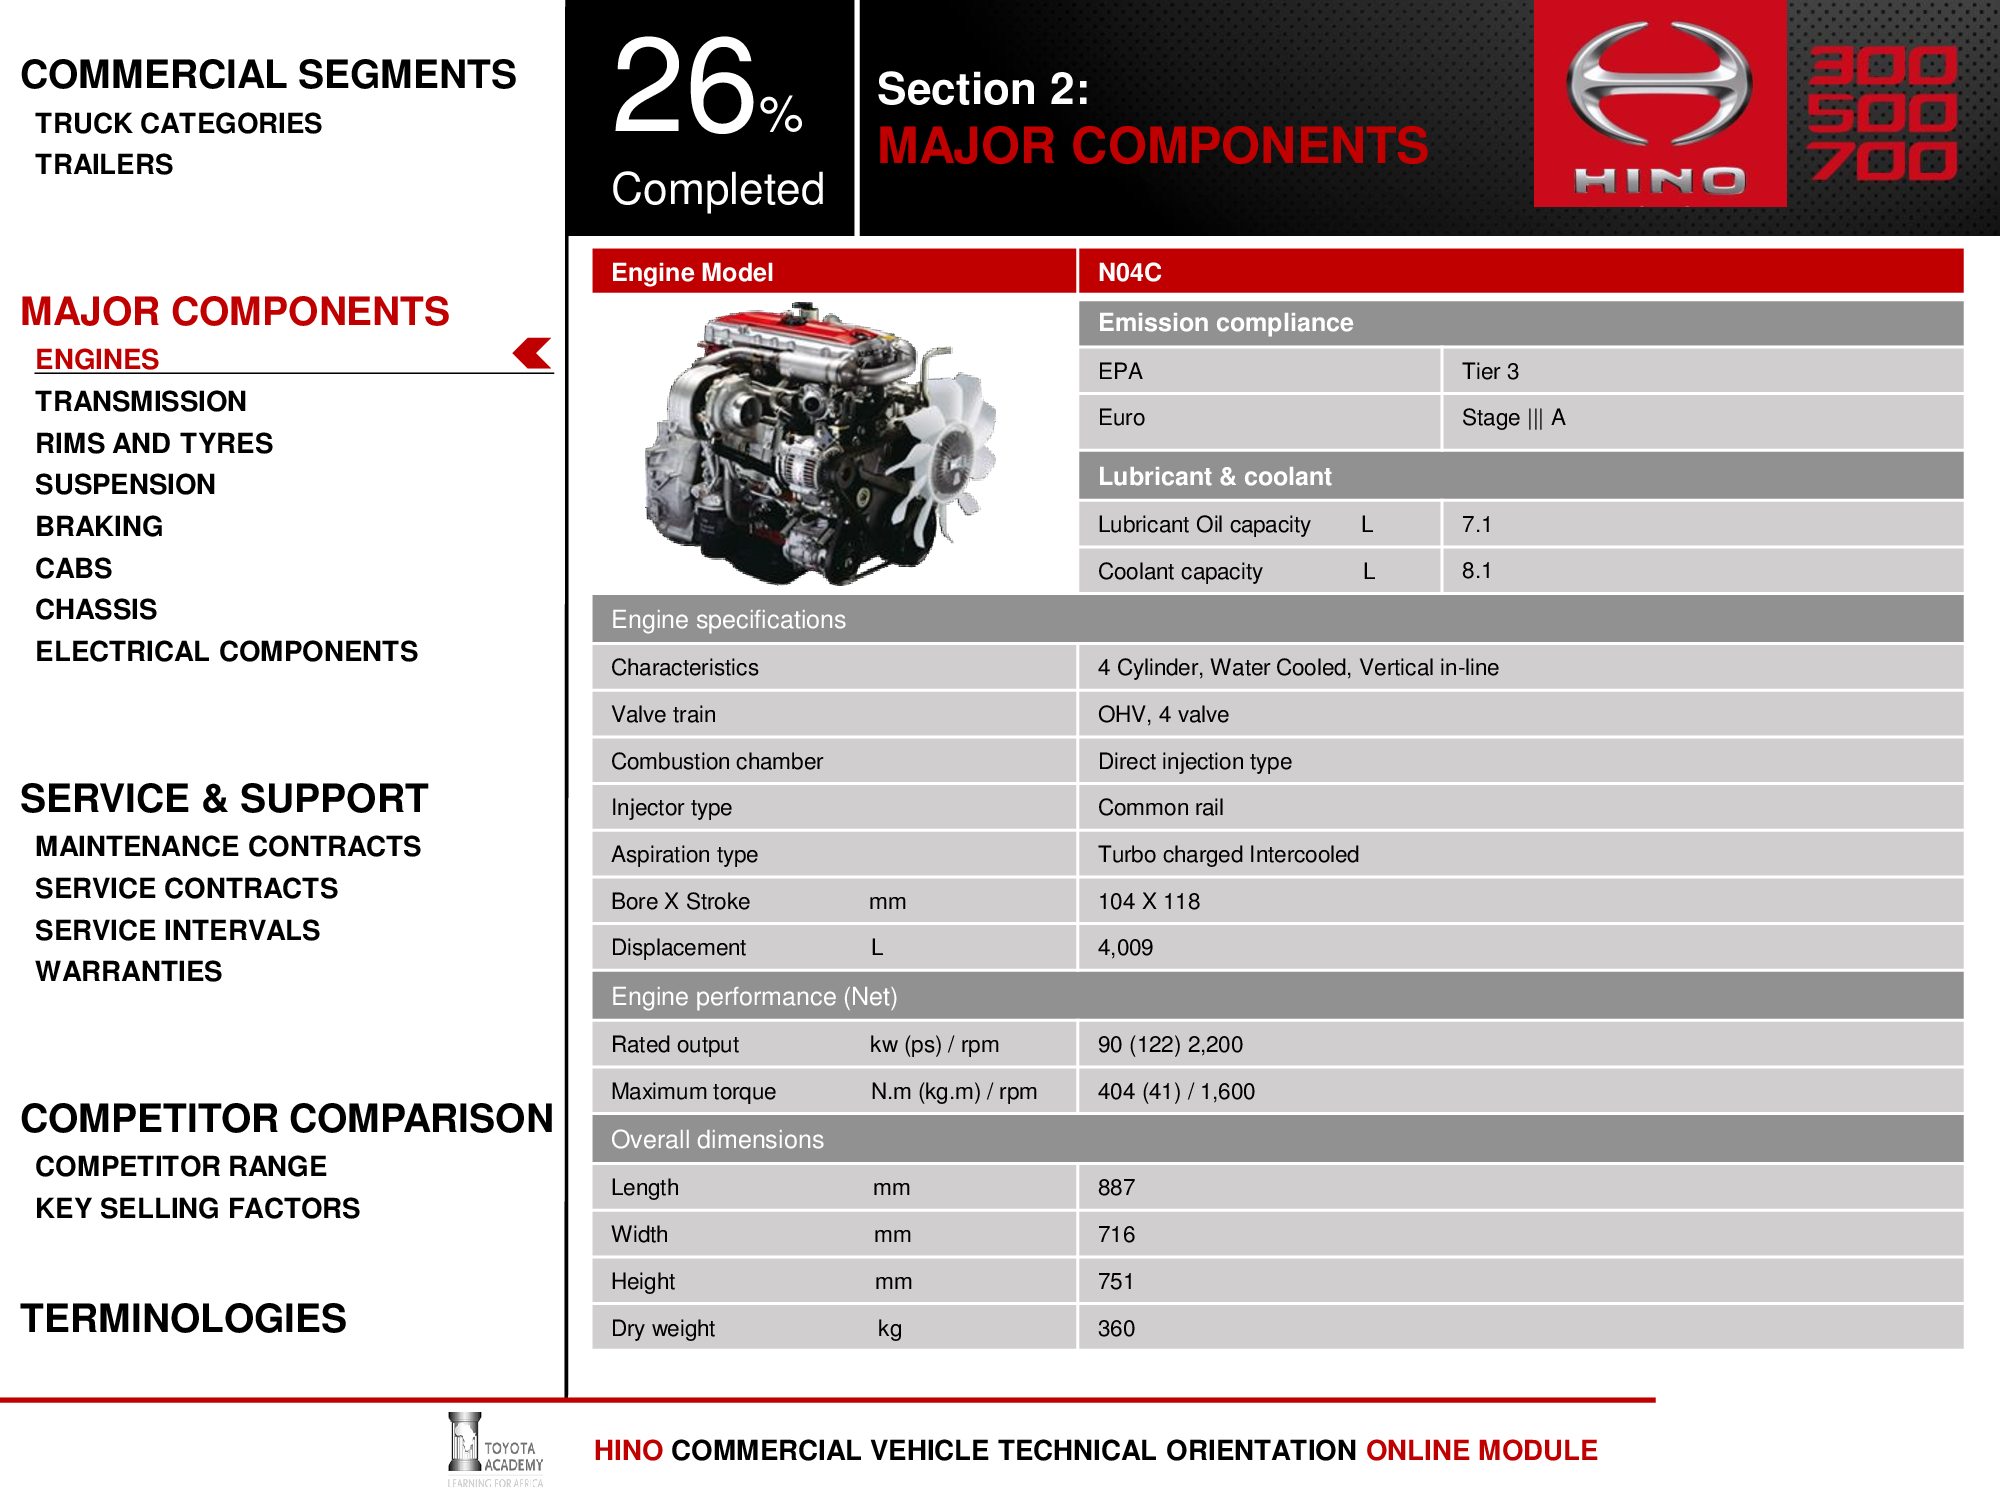 COMMERCIAL SEGMENTS
TRUCK CATEGORIES
TRAILERS
MAJOR COMPONENTS
ENGINES
TRANSMISSION
RIMS AND TYRES
SUSPENSION
BRAKING
CABS
CHASSIS
ELECTRICAL COMPONENTS
SERVICE & SUPPORT
MAINTENANCE CONTRACTS
SERVICE CONTRACTS
SERVICE INTERVALS
WARRANTIES
COMPETITOR COMPARISON
COMPETITOR RANGE
KEY SELLING FACTORS
TERMINOLOGIES
26%
Completed
Section 2:
MAJOR COMPONENTS
HINO
300
500
700
Engine Model N04C
Emission compliance
EPA Tier 3
Euro Stage ||| A
Lubricant & coolant
Lubricant Oil capacity L 7.1
Coolant capacity L 8.1
Engine specifications
Characteristics 4 Cylinder, Water Cooled, Vertical in-line
Valve train OHV, 4 valve
Combustion chamber Direct injection type
Injector type Common rail
Aspiration type Turbo charged Intercooled
Bore X Stroke mm 104 X 118
Displacement L 4,009
Engine performance (Net)
Rated output kw (ps) / rpm 90 (122) 2,200
Maximum torque N.m (kg.m) / rpm 404 (41) / 1,600
Overall dimensions
Length mm 887
Width mm 716
Height mm 751
Dry weight kg 360
TOYOTA
ACADEMY
LEARNING FOR AFRICA
HINO COMMERCIAL VEHICLE TECHNICAL ORIENTATION ONLINE MODULE